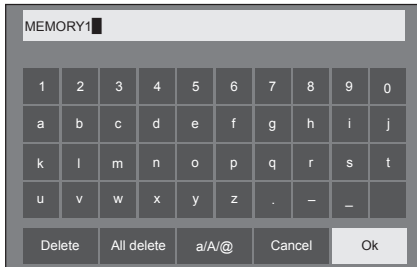 MEMORY1
1 2 3 4 5 6 7 8 9 0
a b c d e f g h i j
k l m n o p q r s t
u v w x y z . – _
Delete All delete a/A/@ Cancel Ok